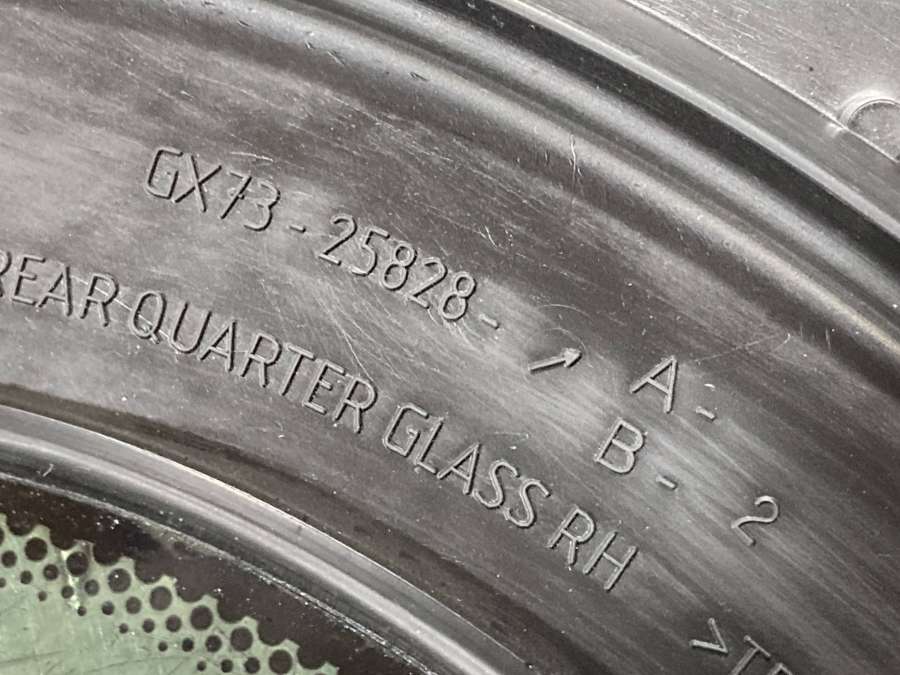 GX73-25828- ↗ A-
B- 2
REAR QUARTER GLASS RH